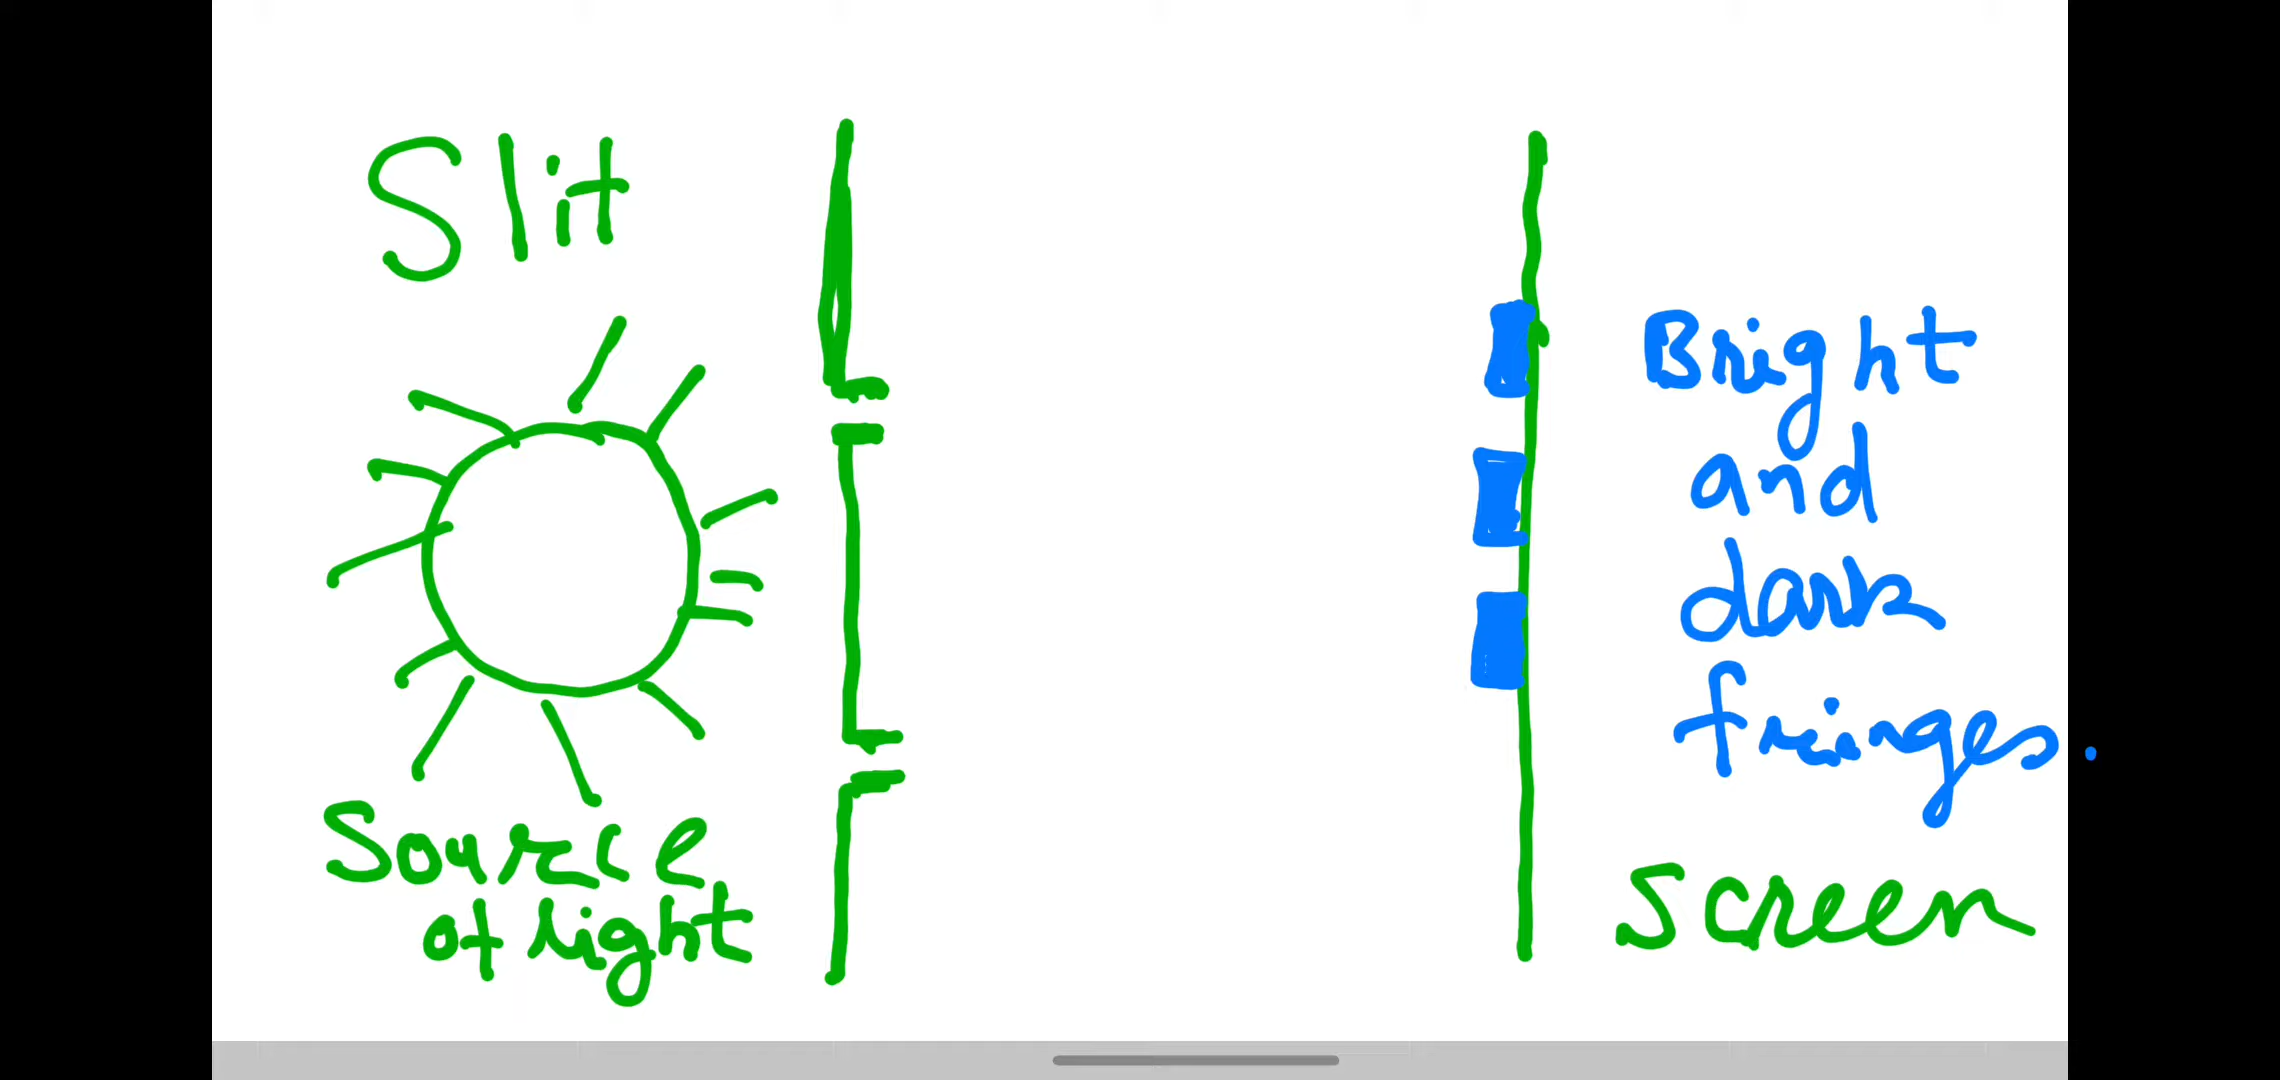 Slit
Bright
and
dark
fringes.
Source
of light
Screen